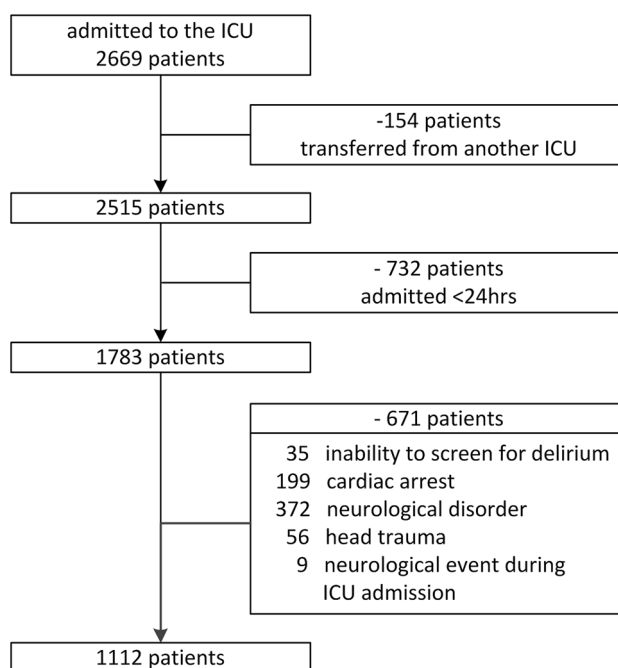 admitted to the ICU
2669 patients
-154 patients
transferred from another ICU
2515 patients
- 732 patients
admitted <24hrs
1783 patients
- 671 patients
35 inability to screen for delirium
199 cardiac arrest
372 neurological disorder
56 head trauma
9 neurological event during
ICU admission
1112 patients